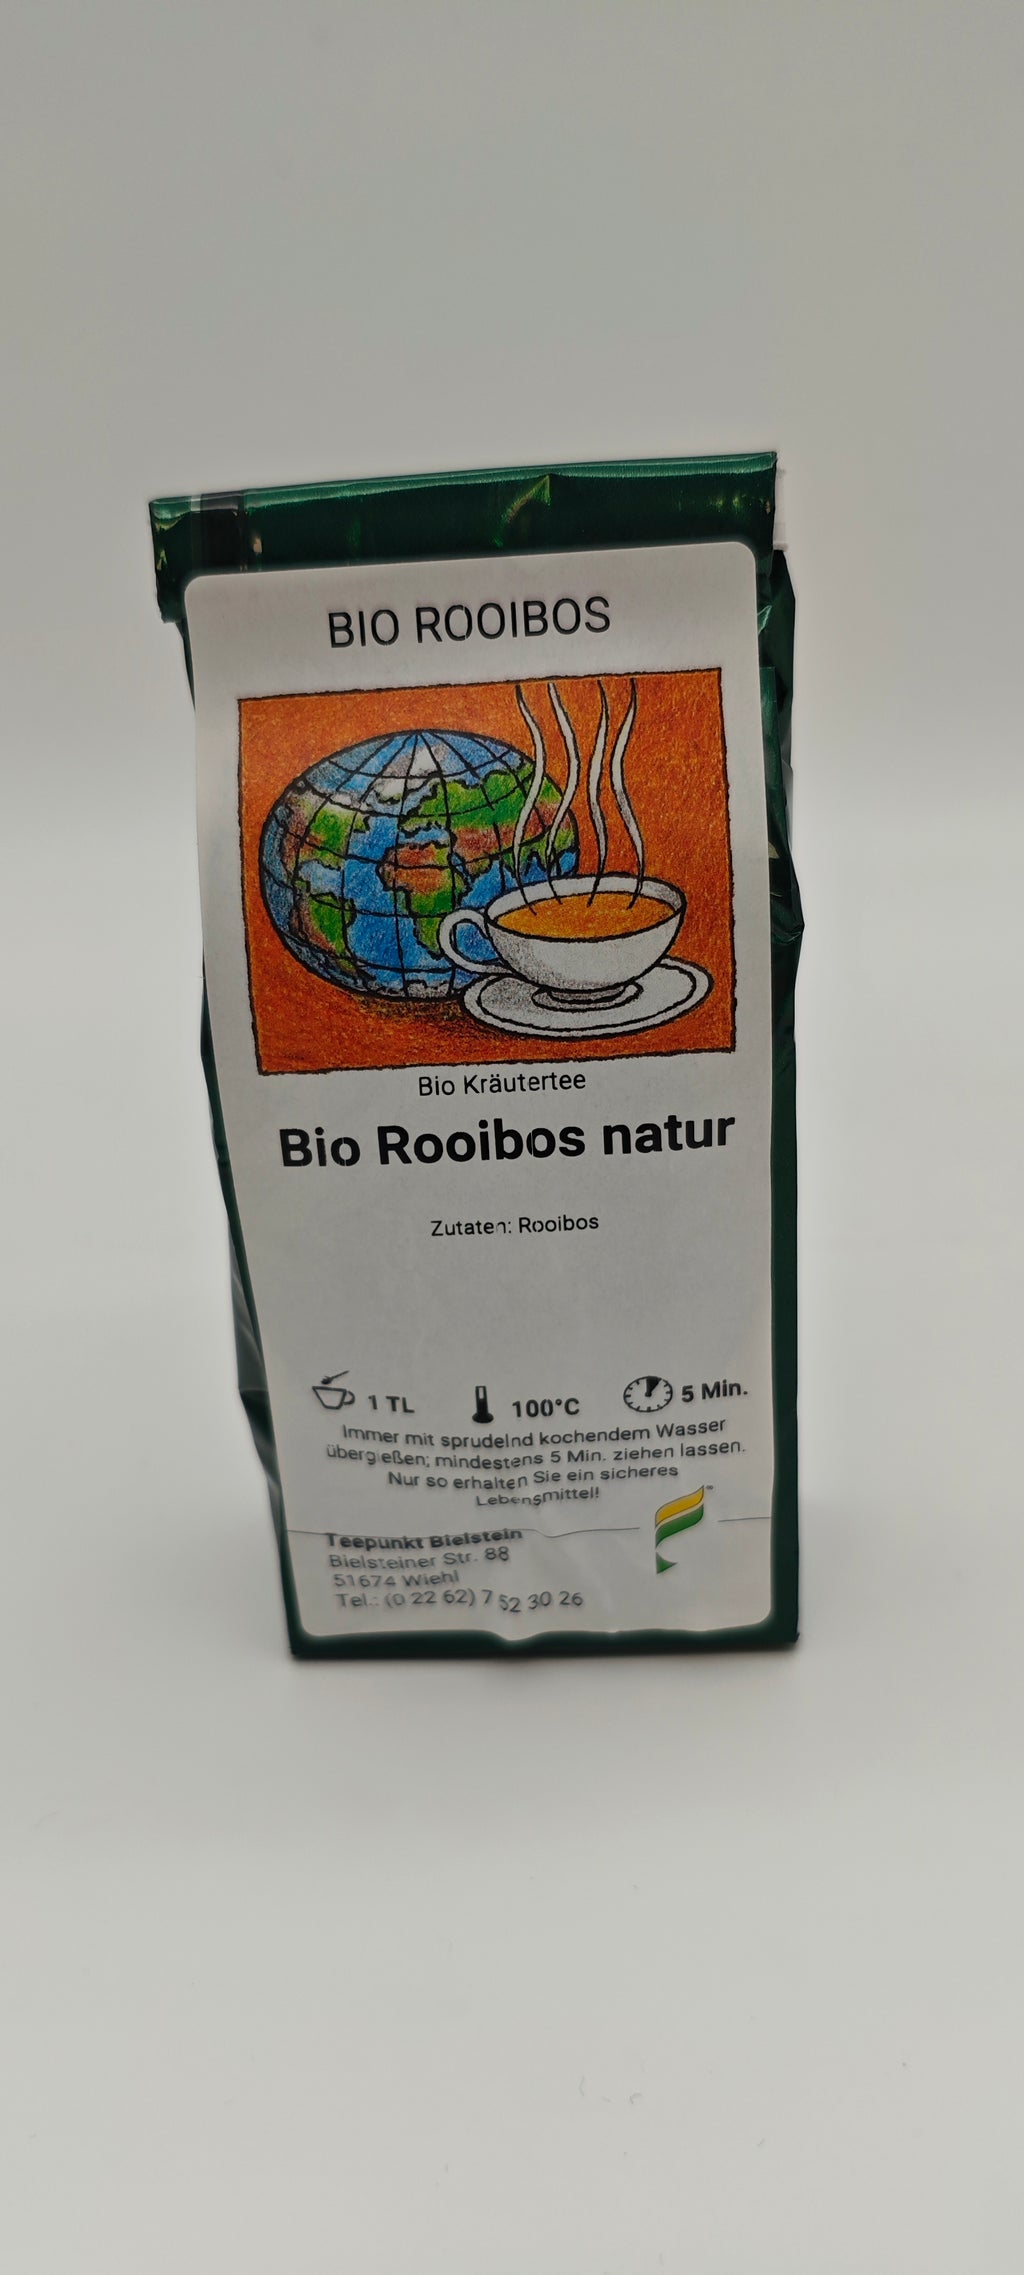 BIO ROOIBOS
Bio Kräutertee
Bio Rooibos natur
Zutaten: Rooibos
1 TL 100°C 5 Min.
Immer mit sprudelnd kochendem Wasser
übergießen; mindestens 5 Min. ziehen lassen.
Nur so erhalten Sie ein sicheres
Lebensmittel!
Teepunkt Bielstein
Bielsteiner Str. 88
51674 Wiehl
Tel.: (0 22 62) 7 52 30 26